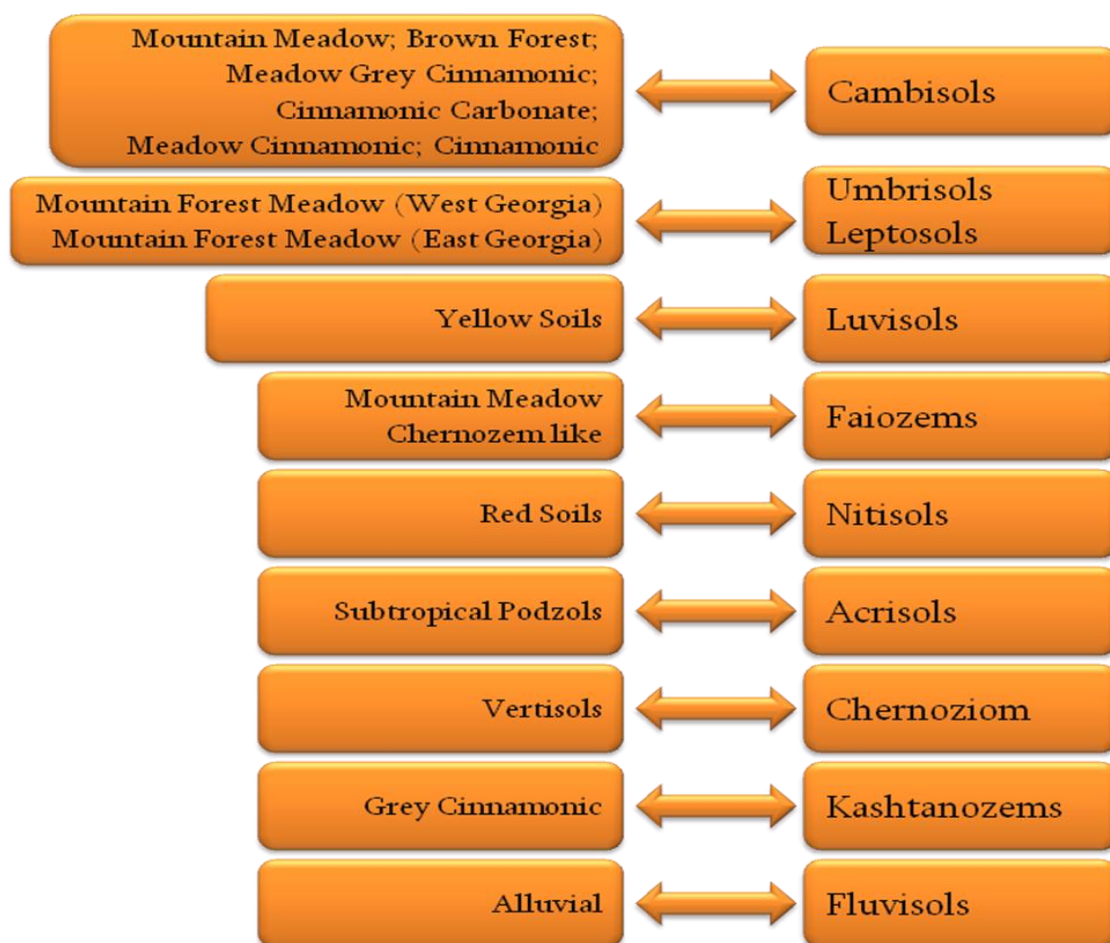 Mountain Meadow; Brown Forest;
Meadow Grey Cinnamonic;
Cinnamonic Carbonate;
Meadow Cinnamonic; Cinnamonic
Cambisols
Mountain Forest Meadow (West Georgia)
Mountain Forest Meadow (East Georgia)
Umbrisols
Leptosols
Yellow Soils
Luvisols
Mountain Meadow
Chernozem like
Faiozems
Red Soils
Nitisols
Subtropical Podzols
Acrisols
Vertisols
Chernoziom
Grey Cinnamonic
Kashtanozems
Alluvial
Fluvisols